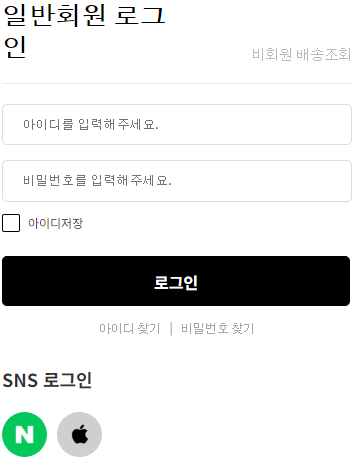 일반회원 로그
인
비회원 배송조회
아이디를 입력해주세요.
비밀번호를 입력해주세요.
아이디저장
로그인
아이디 찾기 | 비밀번호 찾기
SNS 로그인
N